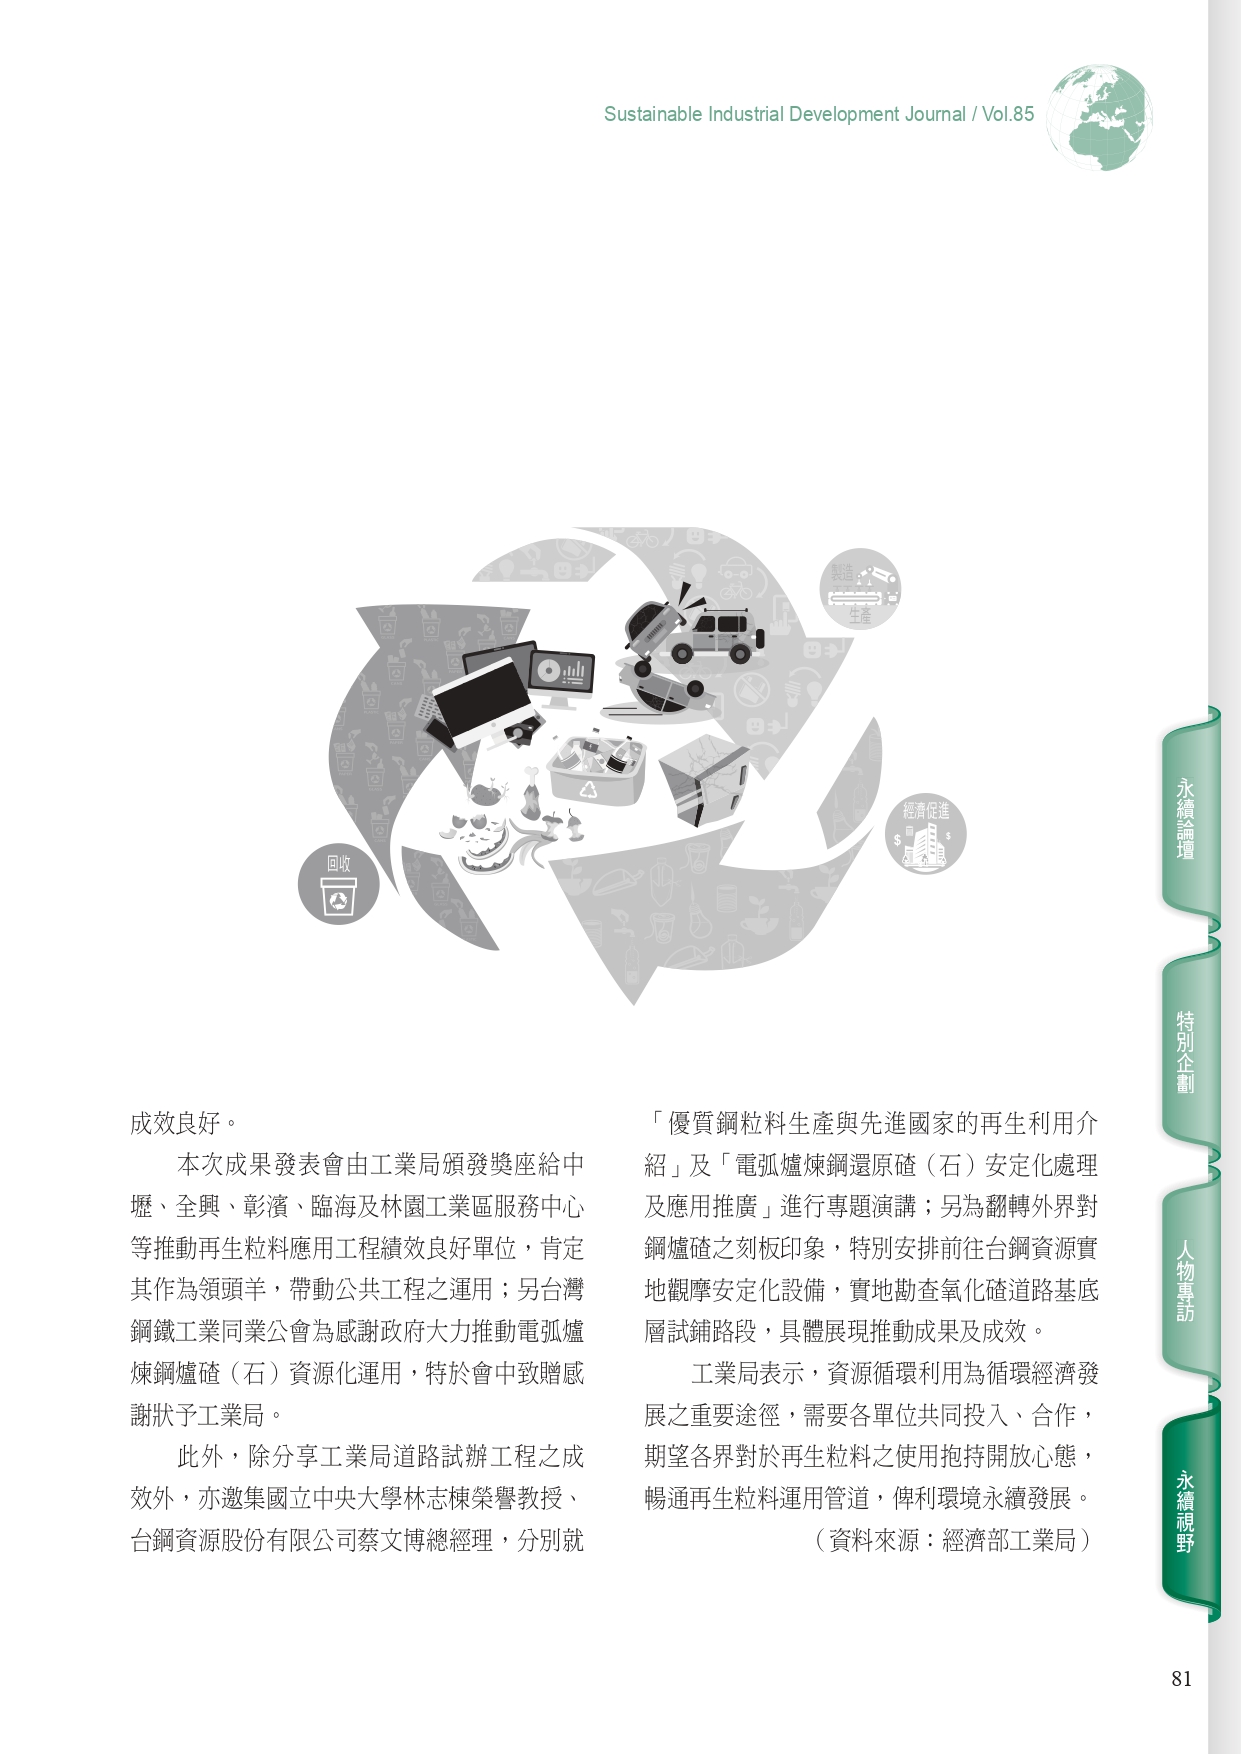 Sustainable Industrial Development Journal / Vol.85
製造
生產
經濟促進
$
$
回收
成效良好。
本次成果發表會由工業局頒發獎座給中
壢、全興、彰濱、臨海及林園工業區服務中心
等推動再生粒料應用工程績效良好單位，肯定
其作為領頭羊，帶動公共工程之運用；另台灣
鋼鐵工業同業公會為感謝政府大力推動電弧爐
煉鋼爐碴（石）資源化運用，特於會中致贈感
謝狀予工業局。
此外，除分享工業局道路試辦工程之成
效外，亦邀集國立中央大學林志棟榮譽教授、
台鋼資源股份有限公司蔡文博總經理，分別就
「優質鋼粒料生產與先進國家的再生利用介
紹」及「電弧爐煉鋼還原碴（石）安定化處理
及應用推廣」進行專題演講；另為翻轉外界對
鋼爐碴之刻板印象，特別安排前往台鋼資源實
地觀摩安定化設備，實地勘查氧化碴道路基底
層試鋪路段，具體展現推動成果及成效。
工業局表示，資源循環利用為循環經濟發
展之重要途徑，需要各單位共同投入、合作，
期望各界對於再生粒料之使用抱持開放心態，
暢通再生粒料運用管道，俾利環境永續發展。
（資料來源：經濟部工業局）
永續論壇
特別企劃
人物專訪
永續視野
81